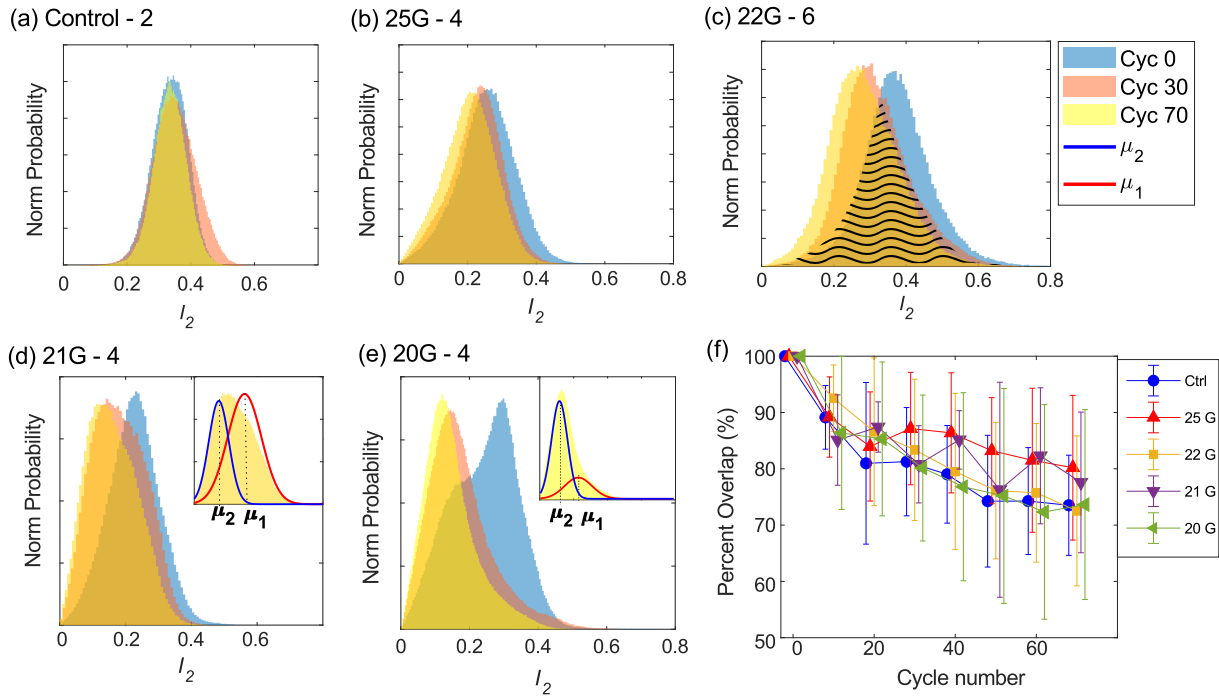 (a) Control - 2
Norm Probability
0 0.2 0.4 0.6
I2
(b) 25G - 4
Norm Probability
0 0.2 0.4 0.6 0.8
I2
(c) 22G - 6
Norm Probability
0 0.2 0.4 0.6 0.8
I2
Cyc 0
Cyc 30
Cyc 70
μ2
μ1
(d) 21G - 4
Norm Probability
μ2 μ1
0 0.2 0.4 0.6
I2
(e) 20G - 4
Norm Probability
μ2 μ1
0 0.2 0.4 0.6 0.8
I2
(f)
Percent Overlap (%)
100
90
80
70
60
50
0 20 40 60
Cycle number
Ctrl
25 G
22 G
21 G
20 G